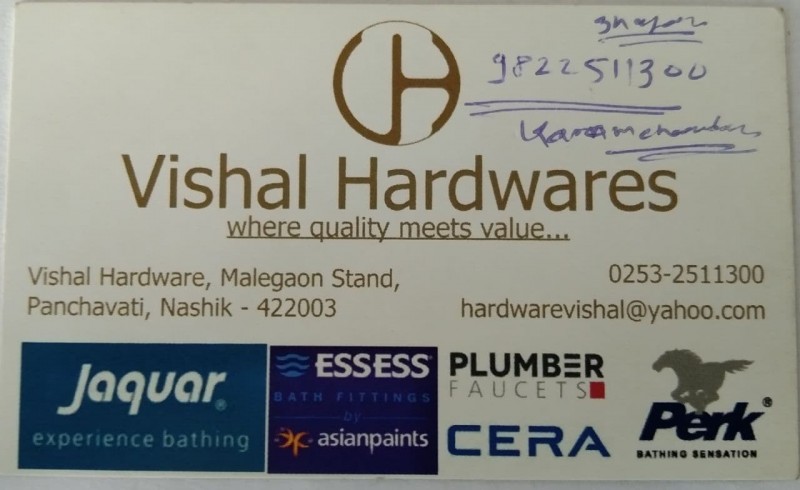 9822511300
Vishal Hardwares
where quality meets value...
Vishal Hardware, Malegaon Stand,
Panchavati, Nashik - 422003
0253-2511300
hardwarevishal@yahoo.com
Jaquar®
experience bathing
ESSESS
BATH FITTINGS
by
asianpaints
PLUMBER
FAUCETS
CERA
Perk®
BATHING SENSATION